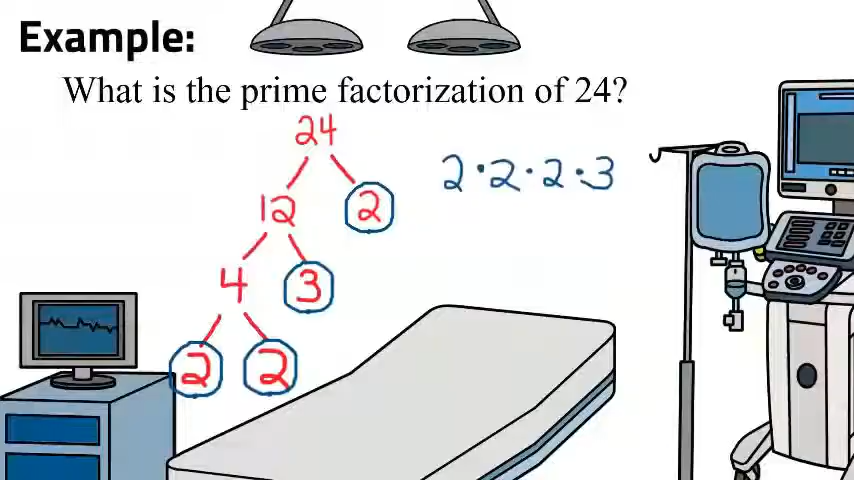 Example:
What is the prime factorization of 24?
24
2 · 2 · 2 · 3
12 2
4 3
2 2